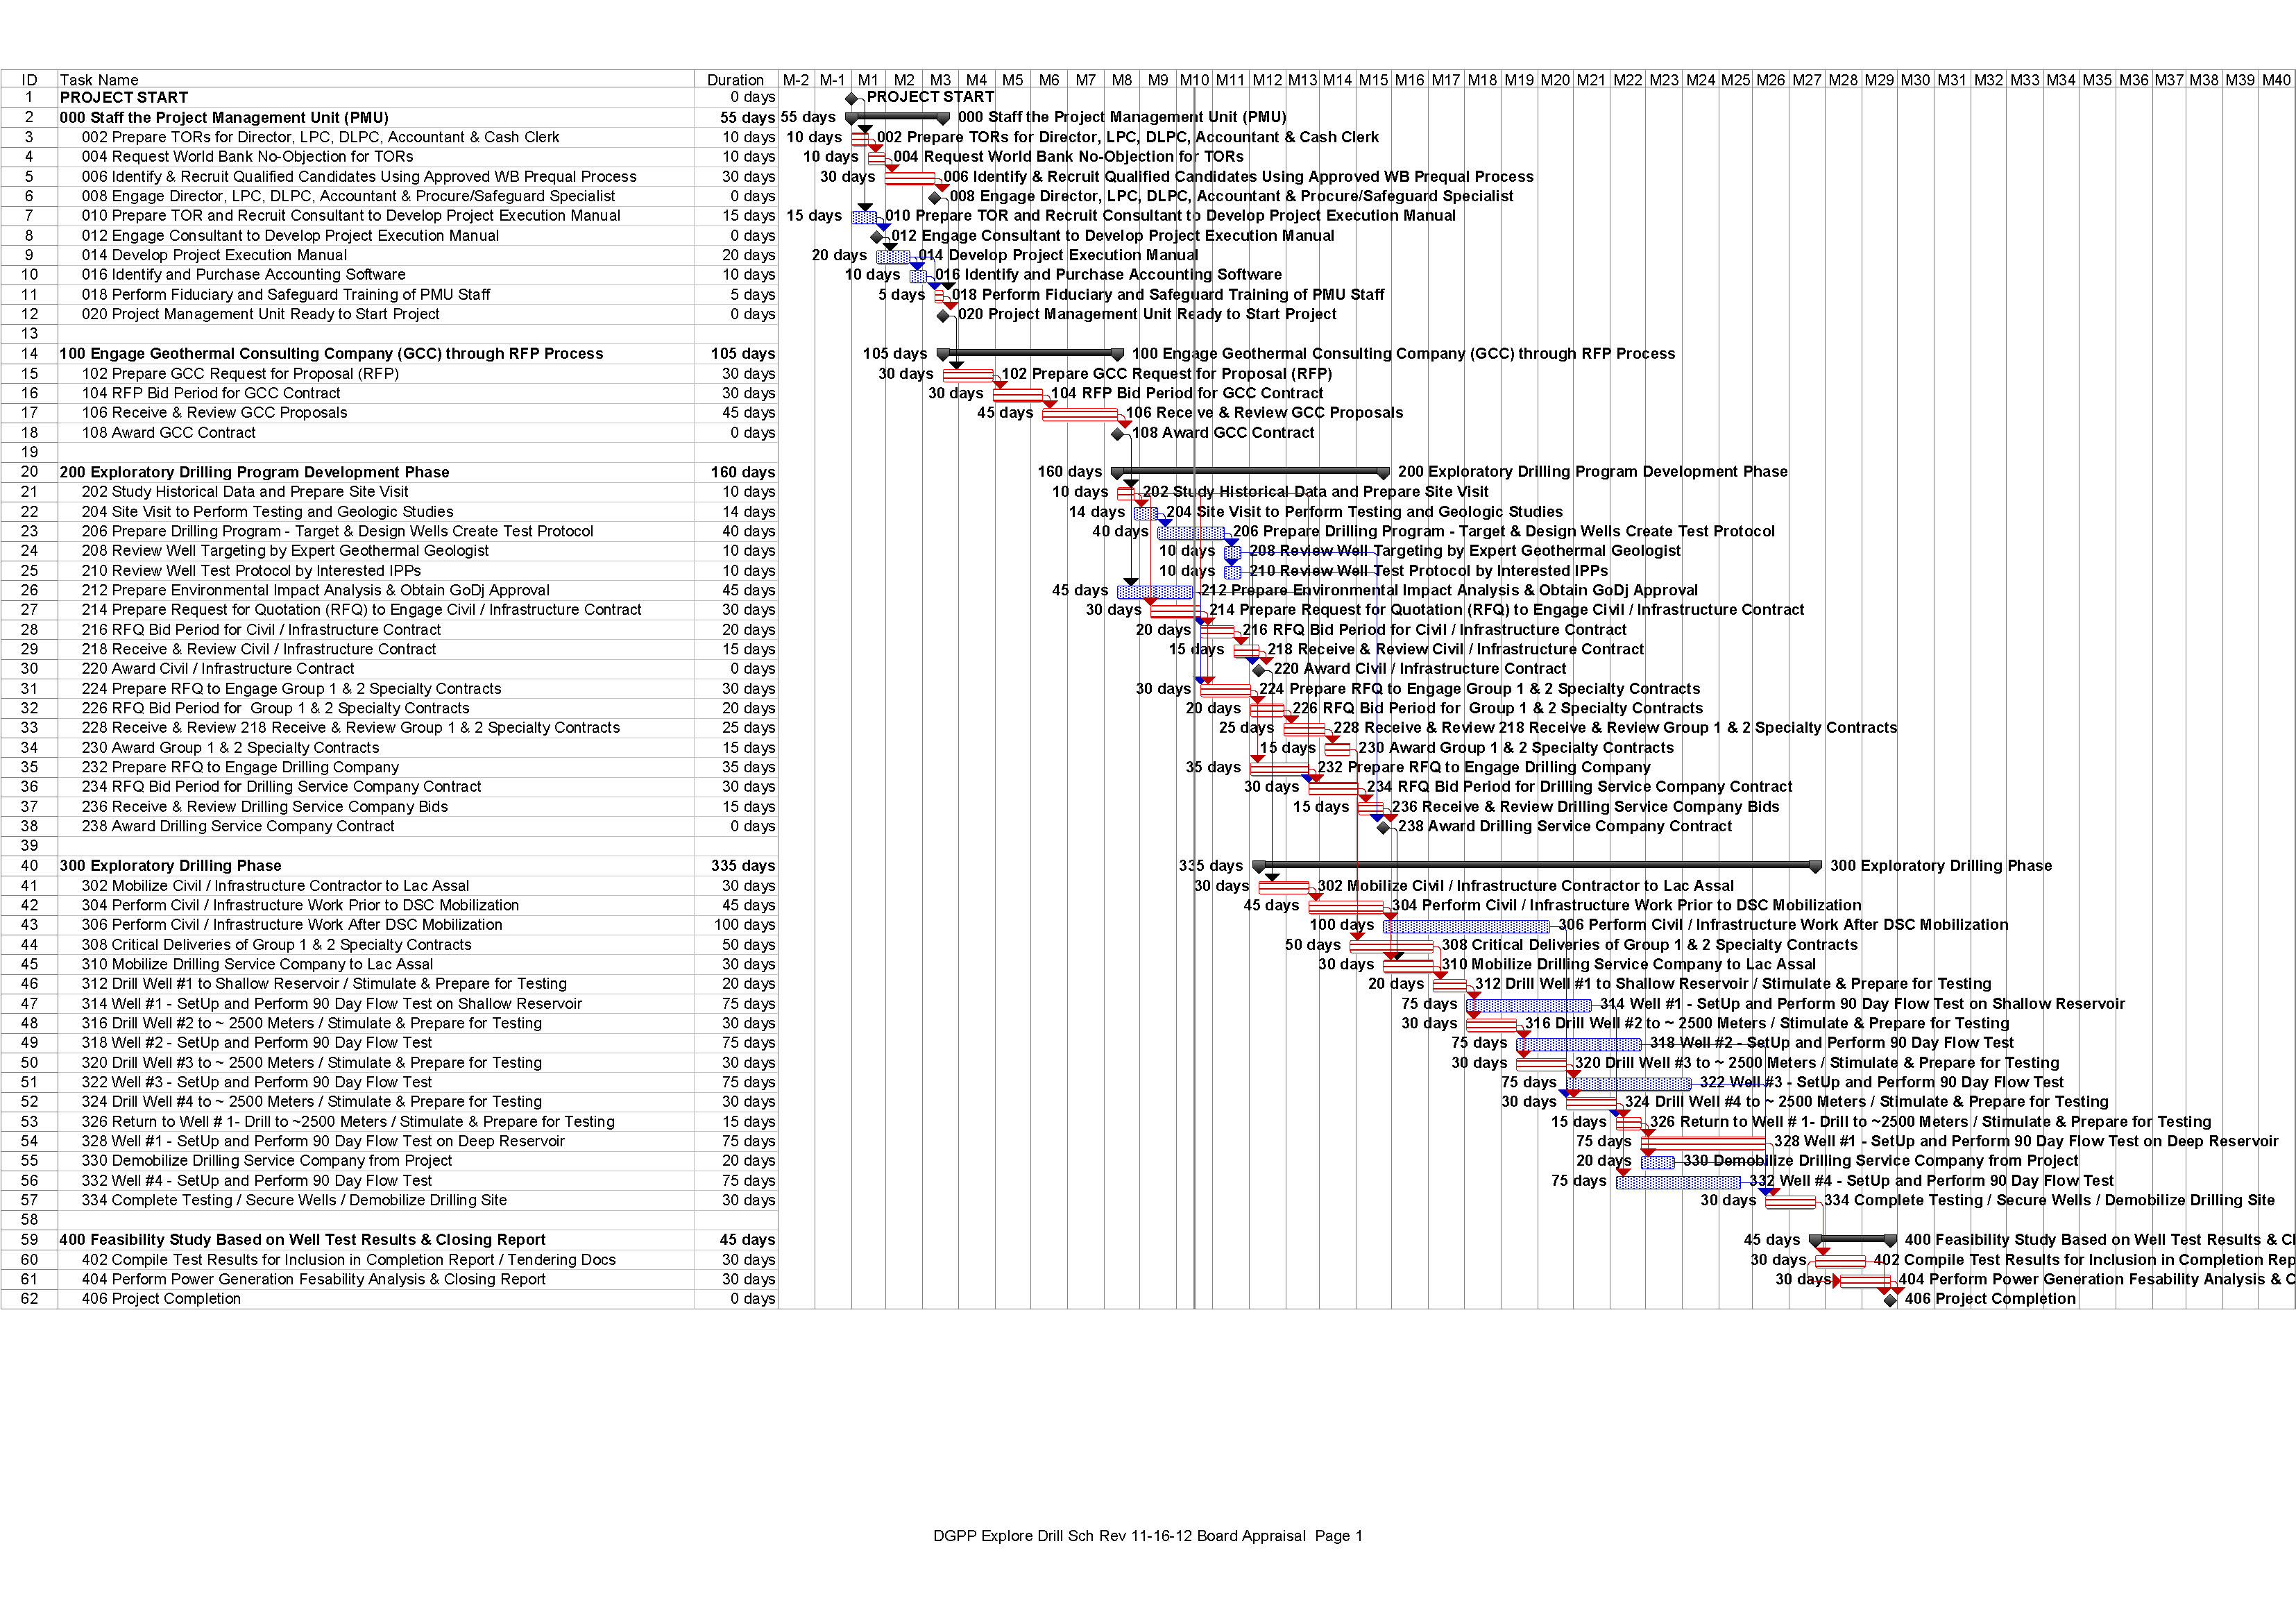 ID Task Name Duration M-2 M-1 M1 M2 M3 M4 M5 M6 M7 M8 M9 M10 M11 M12 M13 M14 M15 M16 M17 M18 M19 M20 M21 M22 M23 M24 M25 M26 M27 M28 M29 M30 M31 M32 M33 M34 M35 M36 M37 M38 M39 M40
1 PROJECT START 0 days PROJECT START
2 000 Staff the Project Management Unit (PMU) 55 days 55 days 000 Staff the Project Management Unit (PMU)
3 002 Prepare TORs for Director, LPC, DLPC, Accountant & Cash Clerk 10 days 10 days 002 Prepare TORs for Director, LPC, DLPC, Accountant & Cash Clerk
4 004 Request World Bank No-Objection for TORs 10 days 10 days 004 Request World Bank No-Objection for TORs
5 006 Identify & Recruit Qualified Candidates Using Approved WB Prequal Process 30 days 30 days 006 Identify & Recruit Qualified Candidates Using Approved WB Prequal Process
6 008 Engage Director, LPC, DLPC, Accountant & Procure/Safeguard Specialist 0 days 008 Engage Director, LPC, DLPC, Accountant & Procure/Safeguard Specialist
7 010 Prepare TOR and Recruit Consultant to Develop Project Execution Manual 15 days 15 days 010 Prepare TOR and Recruit Consultant to Develop Project Execution Manual
8 012 Engage Consultant to Develop Project Execution Manual 0 days 012 Engage Consultant to Develop Project Execution Manual
9 014 Develop Project Execution Manual 20 days 20 days 014 Develop Project Execution Manual
10 016 Identify and Purchase Accounting Software 10 days 10 days 016 Identify and Purchase Accounting Software
11 018 Perform Fiduciary and Safeguard Training of PMU Staff 5 days 5 days 018 Perform Fiduciary and Safeguard Training of PMU Staff
12 020 Project Management Unit Ready to Start Project 0 days 020 Project Management Unit Ready to Start Project
13
14 100 Engage Geothermal Consulting Company (GCC) through RFP Process 105 days 105 days 100 Engage Geothermal Consulting Company (GCC) through RFP Process
15 102 Prepare GCC Request for Proposal (RFP) 30 days 30 days 102 Prepare GCC Request for Proposal (RFP)
16 104 RFP Bid Period for GCC Contract 30 days 30 days 104 RFP Bid Period for GCC Contract
17 106 Receive & Review GCC Proposals 45 days 45 days 106 Receive & Review GCC Proposals
18 108 Award GCC Contract 0 days 108 Award GCC Contract
19
20 200 Exploratory Drilling Program Development Phase 160 days 160 days 200 Exploratory Drilling Program Development Phase
21 202 Study Historical Data and Prepare Site Visit 10 days 10 days 202 Study Historical Data and Prepare Site Visit
22 204 Site Visit to Perform Testing and Geologic Studies 14 days 14 days 204 Site Visit to Perform Testing and Geologic Studies
23 206 Prepare Drilling Program - Target & Design Wells Create Test Protocol 40 days 40 days 206 Prepare Drilling Program - Target & Design Wells Create Test Protocol
24 208 Review Well Targeting by Expert Geothermal Geologist 10 days 10 days 208 Review Well Targeting by Expert Geothermal Geologist
25 210 Review Well Test Protocol by Interested IPPs 10 days 10 days 210 Review Well Test Protocol by Interested IPPs
26 212 Prepare Environmental Impact Analysis & Obtain GoDj Approval 45 days 45 days 212 Prepare Environmental Impact Analysis & Obtain GoDj Approval
27 214 Prepare Request for Quotation (RFQ) to Engage Civil / Infrastructure Contract 30 days 30 days 214 Prepare Request for Quotation (RFQ) to Engage Civil / Infrastructure Contract
28 216 RFQ Bid Period for Civil / Infrastructure Contract 20 days 20 days 216 RFQ Bid Period for Civil / Infrastructure Contract
29 218 Receive & Review Civil / Infrastructure Contract 15 days 15 days 218 Receive & Review Civil / Infrastructure Contract
30 220 Award Civil / Infrastructure Contract 0 days 220 Award Civil / Infrastructure Contract
31 224 Prepare RFQ to Engage Group 1 & 2 Specialty Contracts 30 days 30 days 224 Prepare RFQ to Engage Group 1 & 2 Specialty Contracts
32 226 RFQ Bid Period for Group 1 & 2 Specialty Contracts 20 days 20 days 226 RFQ Bid Period for Group 1 & 2 Specialty Contracts
33 228 Receive & Review 218 Receive & Review Group 1 & 2 Specialty Contracts 25 days 25 days 228 Receive & Review 218 Receive & Review Group 1 & 2 Specialty Contracts
34 230 Award Group 1 & 2 Specialty Contracts 15 days 15 days 230 Award Group 1 & 2 Specialty Contracts
35 232 Prepare RFQ to Engage Drilling Company 35 days 35 days 232 Prepare RFQ to Engage Drilling Company
36 234 RFQ Bid Period for Drilling Service Company Contract 30 days 30 days 234 RFQ Bid Period for Drilling Service Company Contract
37 236 Receive & Review Drilling Service Company Bids 15 days 15 days 236 Receive & Review Drilling Service Company Bids
38 238 Award Drilling Service Company Contract 0 days 238 Award Drilling Service Company Contract
39
40 300 Exploratory Drilling Phase 335 days 335 days 300 Exploratory Drilling Phase
41 302 Mobilize Civil / Infrastructure Contractor to Lac Assal 30 days 30 days 302 Mobilize Civil / Infrastructure Contractor to Lac Assal
42 304 Perform Civil / Infrastructure Work Prior to DSC Mobilization 45 days 45 days 304 Perform Civil / Infrastructure Work Prior to DSC Mobilization
43 306 Perform Civil / Infrastructure Work After DSC Mobilization 100 days 100 days 306 Perform Civil / Infrastructure Work After DSC Mobilization
44 308 Critical Deliveries of Group 1 & 2 Specialty Contracts 50 days 50 days 308 Critical Deliveries of Group 1 & 2 Specialty Contracts
45 310 Mobilize Drilling Service Company to Lac Assal 30 days 30 days 310 Mobilize Drilling Service Company to Lac Assal
46 312 Drill Well #1 to Shallow Reservoir / Stimulate & Prepare for Testing 20 days 20 days 312 Drill Well #1 to Shallow Reservoir / Stimulate & Prepare for Testing
47 314 Well #1 - SetUp and Perform 90 Day Flow Test on Shallow Reservoir 75 days 75 days 314 Well #1 - SetUp and Perform 90 Day Flow Test on Shallow Reservoir
48 316 Drill Well #2 to ~ 2500 Meters / Stimulate & Prepare for Testing 30 days 30 days 316 Drill Well #2 to ~ 2500 Meters / Stimulate & Prepare for Testing
49 318 Well #2 - SetUp and Perform 90 Day Flow Test 75 days 75 days 318 Well #2 - SetUp and Perform 90 Day Flow Test
50 320 Drill Well #3 to ~ 2500 Meters / Stimulate & Prepare for Testing 30 days 30 days 320 Drill Well #3 to ~ 2500 Meters / Stimulate & Prepare for Testing
51 322 Well #3 - SetUp and Perform 90 Day Flow Test 75 days 75 days 322 Well #3 - SetUp and Perform 90 Day Flow Test
52 324 Drill Well #4 to ~ 2500 Meters / Stimulate & Prepare for Testing 30 days 30 days 324 Drill Well #4 to ~ 2500 Meters / Stimulate & Prepare for Testing
53 326 Return to Well # 1- Drill to ~2500 Meters / Stimulate & Prepare for Testing 15 days 15 days 326 Return to Well # 1- Drill to ~2500 Meters / Stimulate & Prepare for Testing
54 328 Well #1 - SetUp and Perform 90 Day Flow Test on Deep Reservoir 75 days 75 days 328 Well #1 - SetUp and Perform 90 Day Flow Test on Deep Reservoir
55 330 Demobilize Drilling Service Company from Project 20 days 20 days 330 Demobilize Drilling Service Company from Project
56 332 Well #4 - SetUp and Perform 90 Day Flow Test 75 days 75 days 332 Well #4 - SetUp and Perform 90 Day Flow Test
57 334 Complete Testing / Secure Wells / Demobilize Drilling Site 30 days 30 days 334 Complete Testing / Secure Wells / Demobilize Drilling Site
58
59 400 Feasibility Study Based on Well Test Results & Closing Report 45 days 45 days 400 Feasibility Study Based on Well Test Results & Cl
60 402 Compile Test Results for Inclusion in Completion Report / Tendering Docs 30 days 30 days 402 Compile Test Results for Inclusion in Completion Rep
61 404 Perform Power Generation Fesability Analysis & Closing Report 30 days 30 days 404 Perform Power Generation Fesability Analysis & C
62 406 Project Completion 0 days 406 Project Completion
DGPP Explore Drill Sch Rev 11-16-12 Board Appraisal Page 1